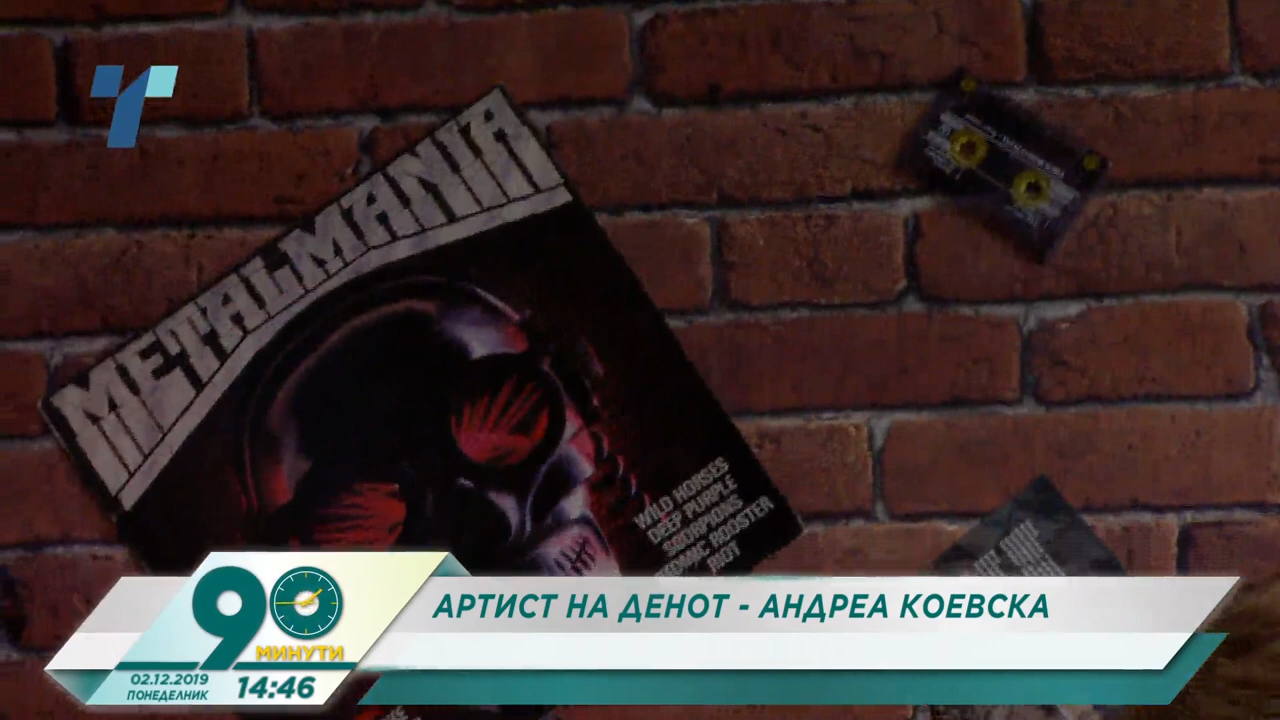 METALMANIA
WILD HORSES
DEEP PURPLE
SCORPIONS
ATOMIC ROOSTER
RIOT
АРТИСТ НА ДЕНОТ - АНДРЕА КОЕВСКА
90
МИНУТИ
02.12.2019
ПОНЕДЕЛНИК
14:46